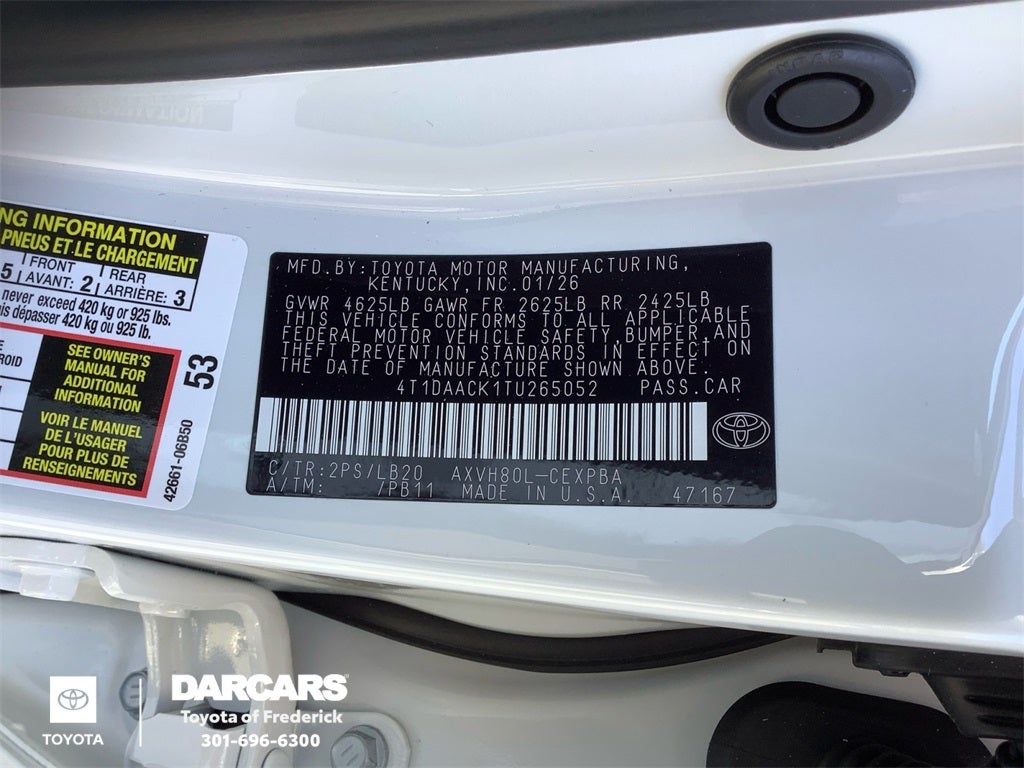 NG INFORMATION
PNEUS ET LE CHARGEMENT
5 FRONT AVANT: 2 REAR ARRIÈRE: 3
never exceed 420 kg or 925 lbs.
is dépasser 420 kg ou 925 lb.
ROID
SEE OWNER'S
MANUAL FOR
ADDITIONAL
INFORMATION
VOIR LE MANUEL
DE L'USAGER
POUR PLUS DE
RENSEIGNEMENTS
53
42661-06B50
MFD.BY:TOYOTA MOTOR MANUFACTURING,
KENTUCKY,INC.01/26
GVWR 4625LB GAWR FR 2625LB RR 2425LB
THIS VEHICLE CONFORMS TO ALL APPLICABLE
FEDERAL MOTOR VEHICLE SAFETY,BUMPER,AND
THEFT PREVENTION STANDARDS IN EFFECT ON
THE DATE OF MANUFACTURE SHOWN ABOVE.
4T1DAACK1TU265052 PASS.CAR
C/TR:2PS/LB20 AXVH80L-CEXPBA
A/TM: /PB11 MADE IN U.S.A. 47167
TOYOTA
DARCARS
Toyota of Frederick
301-696-6300